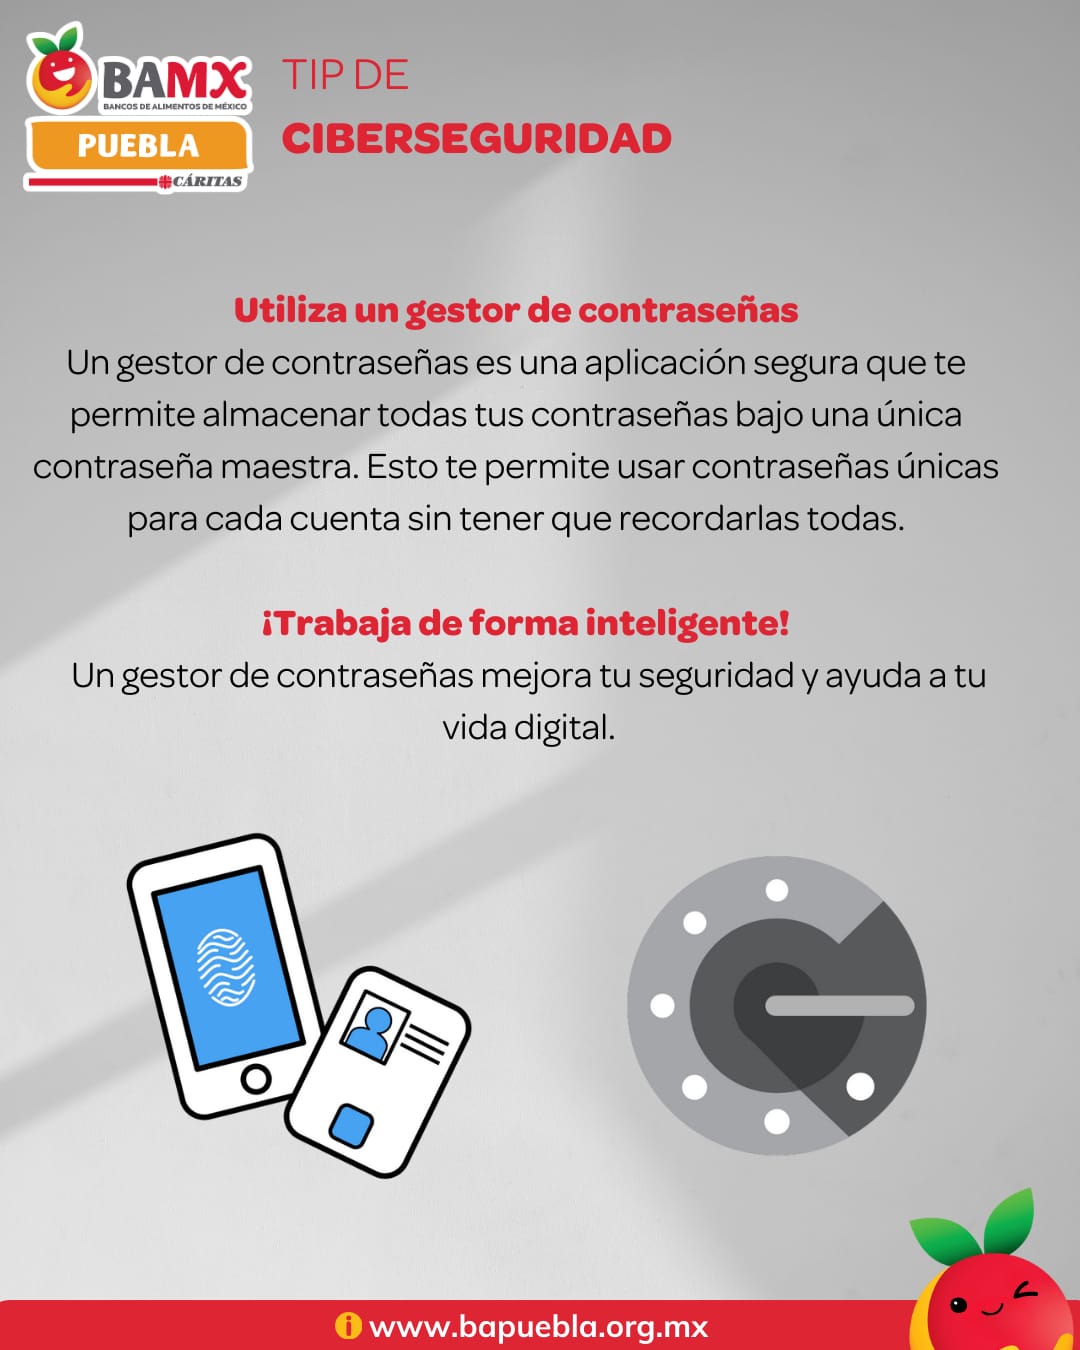 BAMX
BANCOS DE ALIMENTOS DE MÉXICO
PUEBLA
CÁRITAS
TIP DE
CIBERSEGURIDAD
Utiliza un gestor de contraseñas
Un gestor de contraseñas es una aplicación segura que te
permite almacenar todas tus contraseñas bajo una única
contraseña maestra. Esto te permite usar contraseñas únicas
para cada cuenta sin tener que recordarlas todas.
¡Trabaja de forma inteligente!
Un gestor de contraseñas mejora tu seguridad y ayuda a tu
vida digital.
www.bapuebla.org.mx